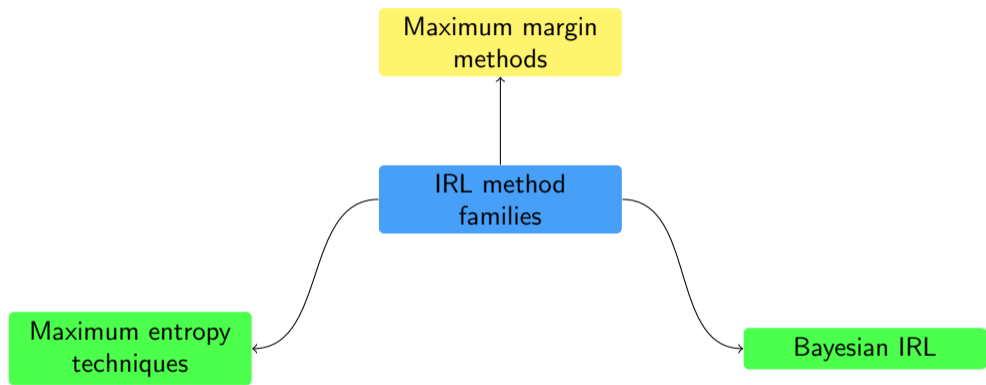 Maximum margin
methods
IRL method
families
Maximum entropy
techniques
Bayesian IRL